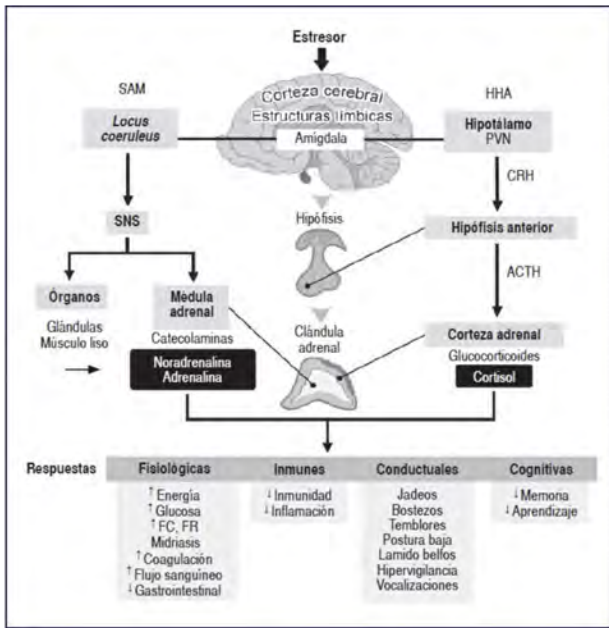 Estresor
SAM
HHA
Corteza cerebral
Estructuras límbicas
Amígdala
Locus
coeruleus
Hipotálamo
PVN
CRH
SNS
Hipófisis
Hipófisis anterior
ACTH
Órganos
Glándulas
Músculo liso
Médula
adrenal
Catecolaminas
Noradrenalina
Adrenalina
Clándula
adrenal
Corteza adrenal
Glucocorticoides
Cortisol
Respuestas Fisiológicas Inmunes Conductuales Cognitivas
↑ Energía
↑ Glucosa
↑ FC, FR
Midriasis
↑ Coagulación
↑ Flujo sanguíneo
↓ Gastrointestinal
↓ Inmunidad
↓ Inflamación
Jadeos
Bostezos
Temblores
Postura baja
Lamido belfos
Hipervigilancia
Vocalizaciones
↓ Memoria
↓ Aprendizaje